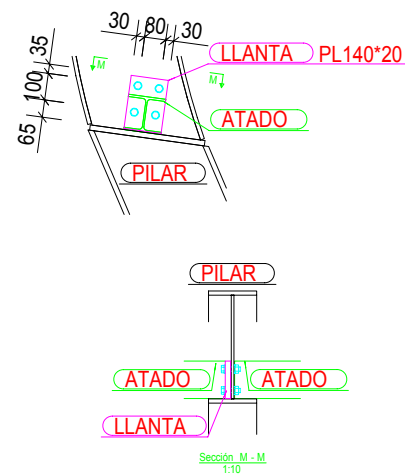 30 80 30
35
100
65
M
M
LLANTA PL140*20
ATADO
PILAR
PILAR
ATADO
ATADO
LLANTA
Sección M - M
1:10